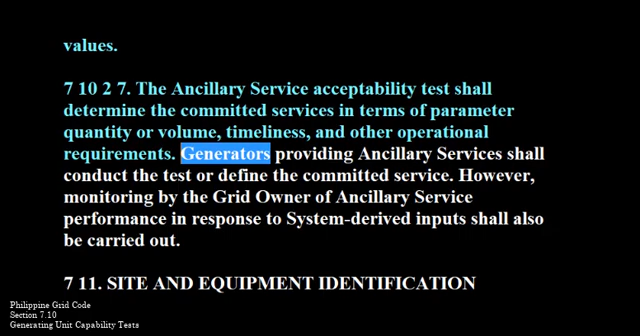 values.
7 10 2 7. The Ancillary Service acceptability test shall
determine the committed services in terms of parameter
quantity or volume, timeliness, and other operational
requirements. Generators providing Ancillary Services shall
conduct the test or define the committed service. However,
monitoring by the Grid Owner of Ancillary Service
performance in response to System-derived inputs shall also
be carried out.
7 11. SITE AND EQUIPMENT IDENTIFICATION
Philippine Grid Code
Section 7.10
Generating Unit Capability Tests